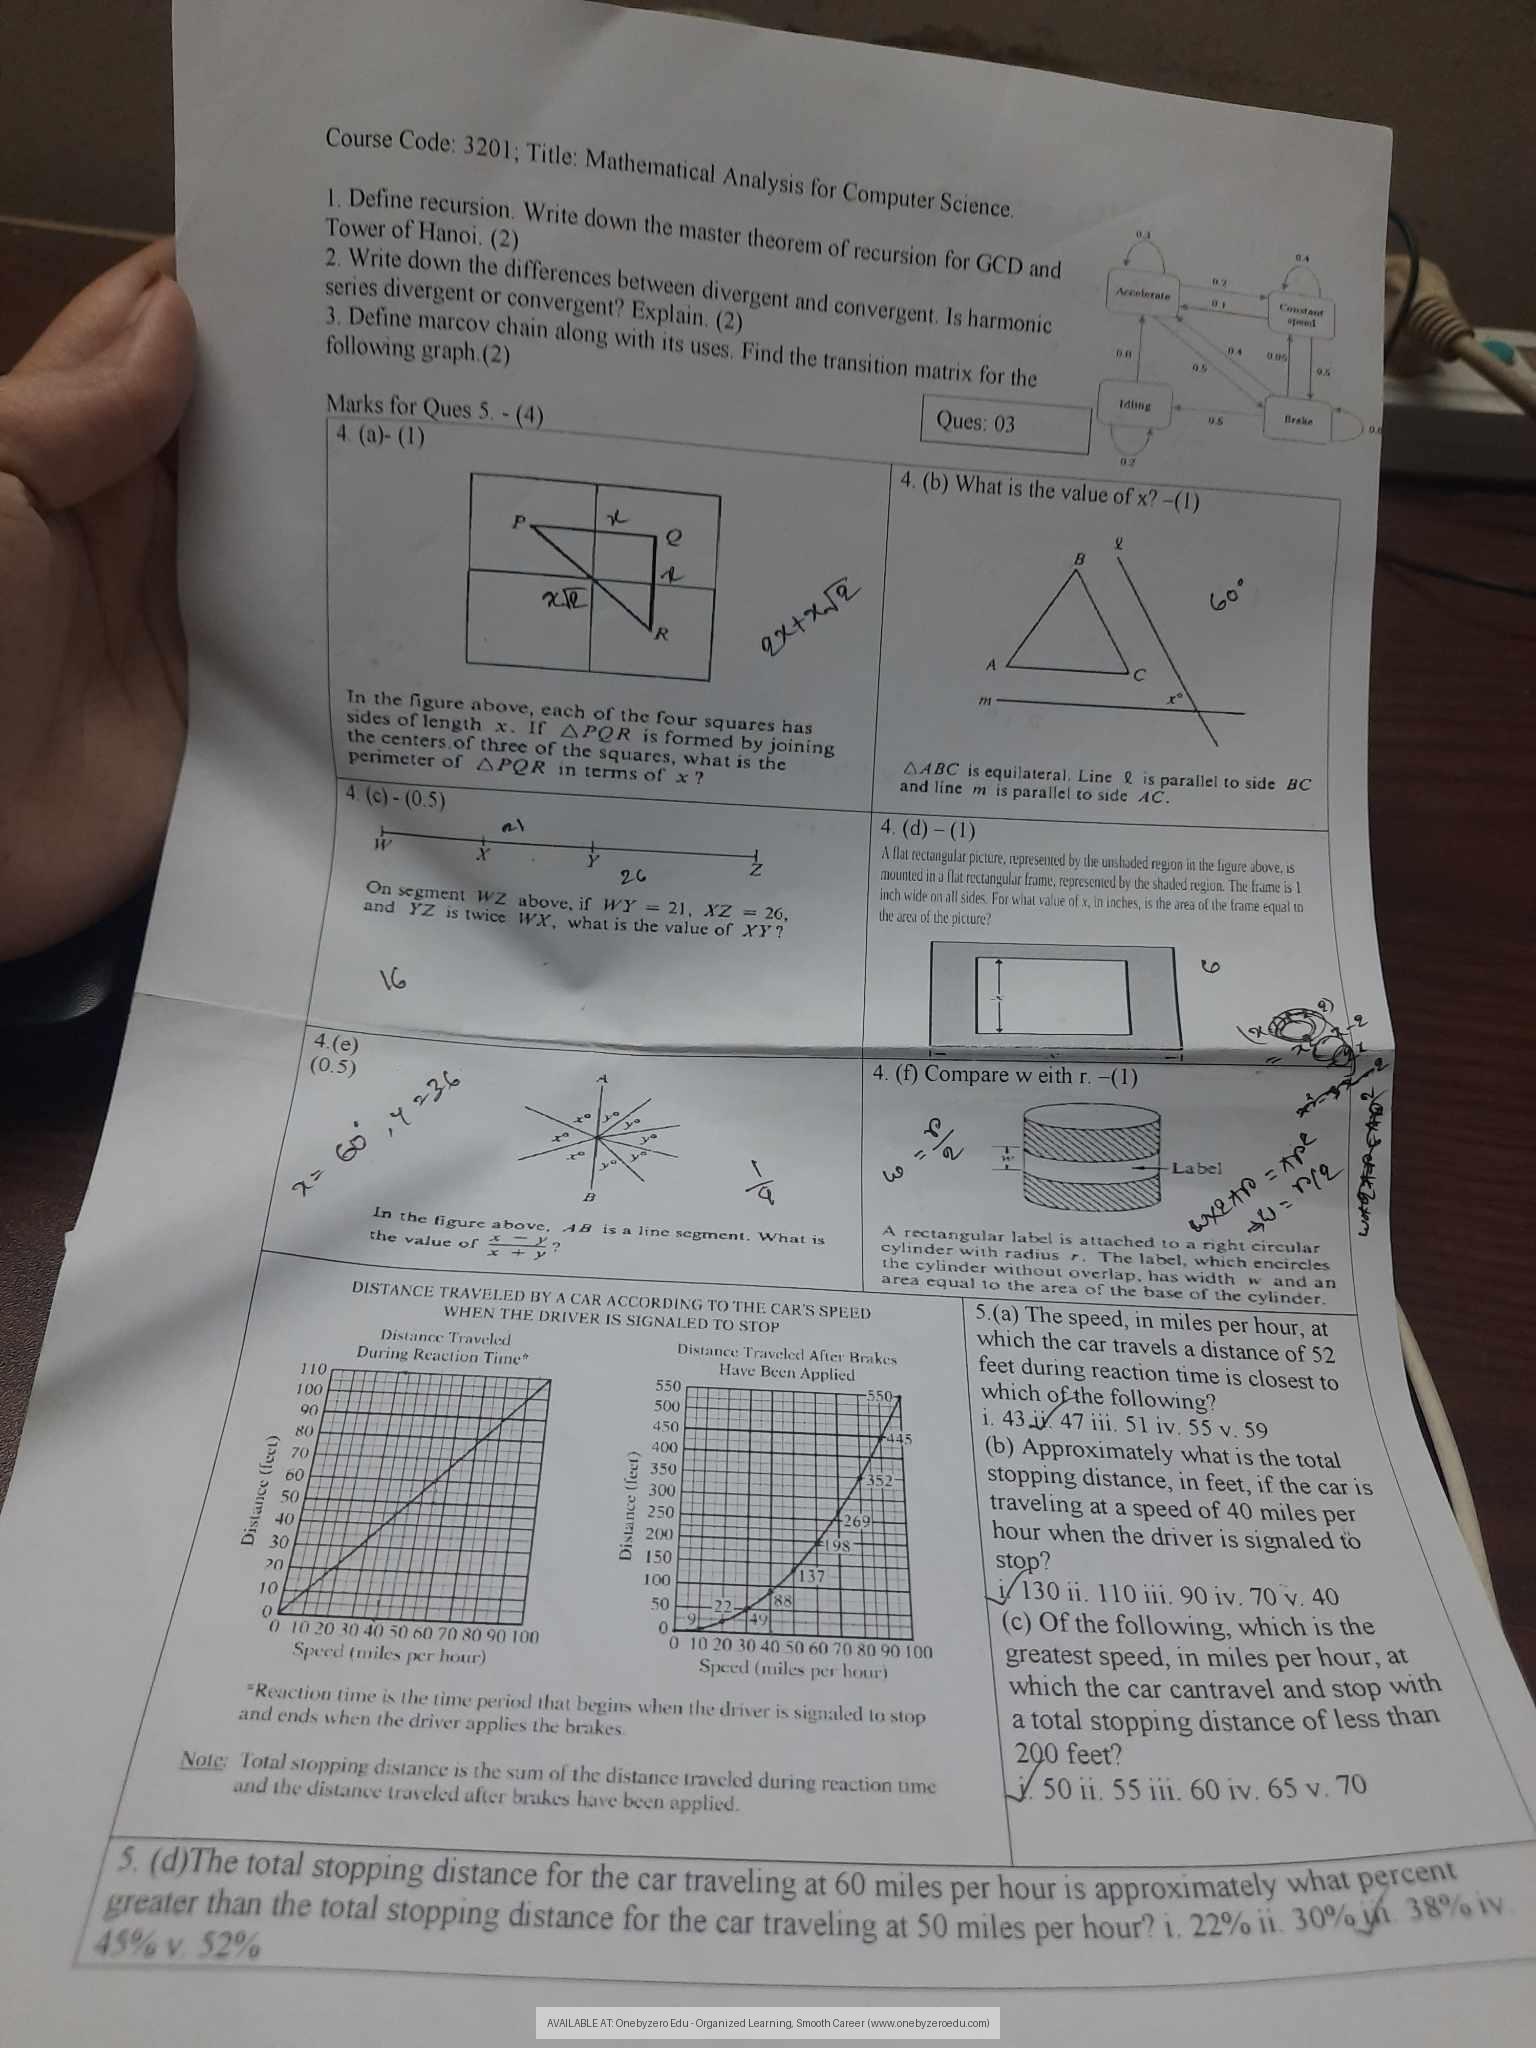 Course Code: 3201; Title: Mathematical Analysis for Computer Science.
1. Define recursion. Write down the master theorem of recursion for GCD and
Tower of Hanoi. (2)
2. Write down the differences between divergent and convergent. Is harmonic
series divergent or convergent? Explain. (2)
3. Define marcov chain along with its uses. Find the transition matrix for the
following graph.(2)
Accelerate
0.2
0.1
0.4
Constant
speed
0.4
0.5
0.05
0.5
Idling
0.5
Brake
0.2
Marks for Ques 5. - (4)
Ques: 03
4. (a)- (1)
P
x
Q
x
x√2
R
2x+x√2
In the figure above, each of the four squares has
sides of length x. If △PQR is formed by joining
the centers of three of the squares, what is the
perimeter of △PQR in terms of x ?
4. (b) What is the value of x? –(1)
B
ℓ
60°
A
C
m
x°
△ABC is equilateral. Line ℓ is parallel to side BC
and line m is parallel to side AC.
4. (c) - (0.5)
21
W X Y Z
26
On segment WZ above, if WY = 21, XZ = 26,
and YZ is twice WX, what is the value of XY ?
16
4. (d) – (1)
A flat rectangular picture, represented by the unshaded region in the figure above, is
mounted in a flat rectangular frame, represented by the shaded region. The frame is 1
inch wide on all sides. For what value of x, in inches, is the area of the frame equal to
the area of the picture?
6
4.(e)
(0.5)
x = 60°, y = 36
A
x° y°
x° y°
x° y°
y° y°
B
1/4
In the figure above, AB is a line segment. What is
the value of x − y / x + y ?
4. (f) Compare w eith r. –(1)
w = r/2
w
Label
A rectangular label is attached to a right circular
cylinder with radius r. The label, which encircles
the cylinder without overlap, has width w and an
area equal to the area of the base of the cylinder.
DISTANCE TRAVELED BY A CAR ACCORDING TO THE CAR'S SPEED
WHEN THE DRIVER IS SIGNALED TO STOP
Distance Traveled
During Reaction Time*
Distance (feet)
110
100
90
80
70
60
50
40
30
20
10
0
0 10 20 30 40 50 60 70 80 90 100
Speed (miles per hour)
Distance Traveled After Brakes
Have Been Applied
Distance (feet)
550
500
450
400
350
300
250
200
150
100
50
0
550
445
352
269
198
137
88
49
22
9
0 10 20 30 40 50 60 70 80 90 100
Speed (miles per hour)
*Reaction time is the time period that begins when the driver is signaled to stop
and ends when the driver applies the brakes.
Note: Total stopping distance is the sum of the distance traveled during reaction time
and the distance traveled after brakes have been applied.
5.(a) The speed, in miles per hour, at
which the car travels a distance of 52
feet during reaction time is closest to
which of the following?
i. 43 ii. 47 iii. 51 iv. 55 v. 59
(b) Approximately what is the total
stopping distance, in feet, if the car is
traveling at a speed of 40 miles per
hour when the driver is signaled to
stop?
i. 130 ii. 110 iii. 90 iv. 70 v. 40
(c) Of the following, which is the
greatest speed, in miles per hour, at
which the car cantravel and stop with
a total stopping distance of less than
200 feet?
i. 50 ii. 55 iii. 60 iv. 65 v. 70
5. (d)The total stopping distance for the car traveling at 60 miles per hour is approximately what percent
greater than the total stopping distance for the car traveling at 50 miles per hour? i. 22% ii. 30% iii. 38% iv.
45% v. 52%
AVAILABLE AT: Onebyzero Edu - Organized Learning, Smooth Career (www.onebyzeroedu.com)